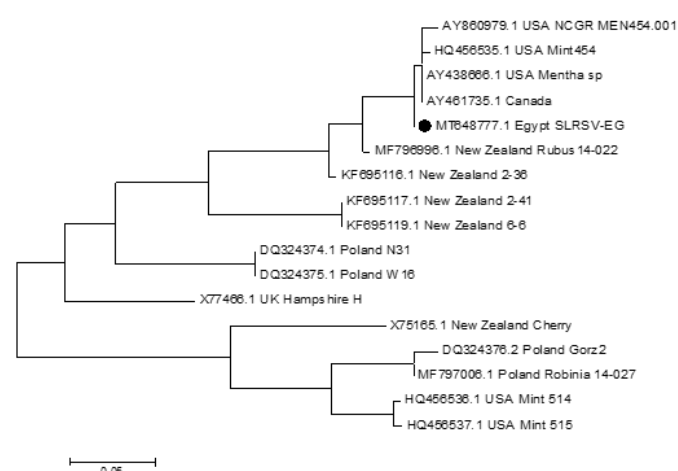 AY860979.1 USA NCGR MEN454.001
HQ456535.1 USA Mint454
AY438666.1 USA Mentha sp
AY461735.1 Canada
MT648777.1 Egypt SLRSV-EG
MF796996.1 New Zealand Rubus 14-022
KF695116.1 New Zealand 2-36
KF695117.1 New Zealand 2-41
KF695119.1 New Zealand 6-6
DQ324374.1 Poland N31
DQ324375.1 Poland W16
X77466.1 UK Hampshire H
X75165.1 New Zealand Cherry
DQ324376.2 Poland Gorz2
MF797006.1 Poland Robinia 14-027
HQ456536.1 USA Mint 514
HQ456537.1 USA Mint 515
0.05